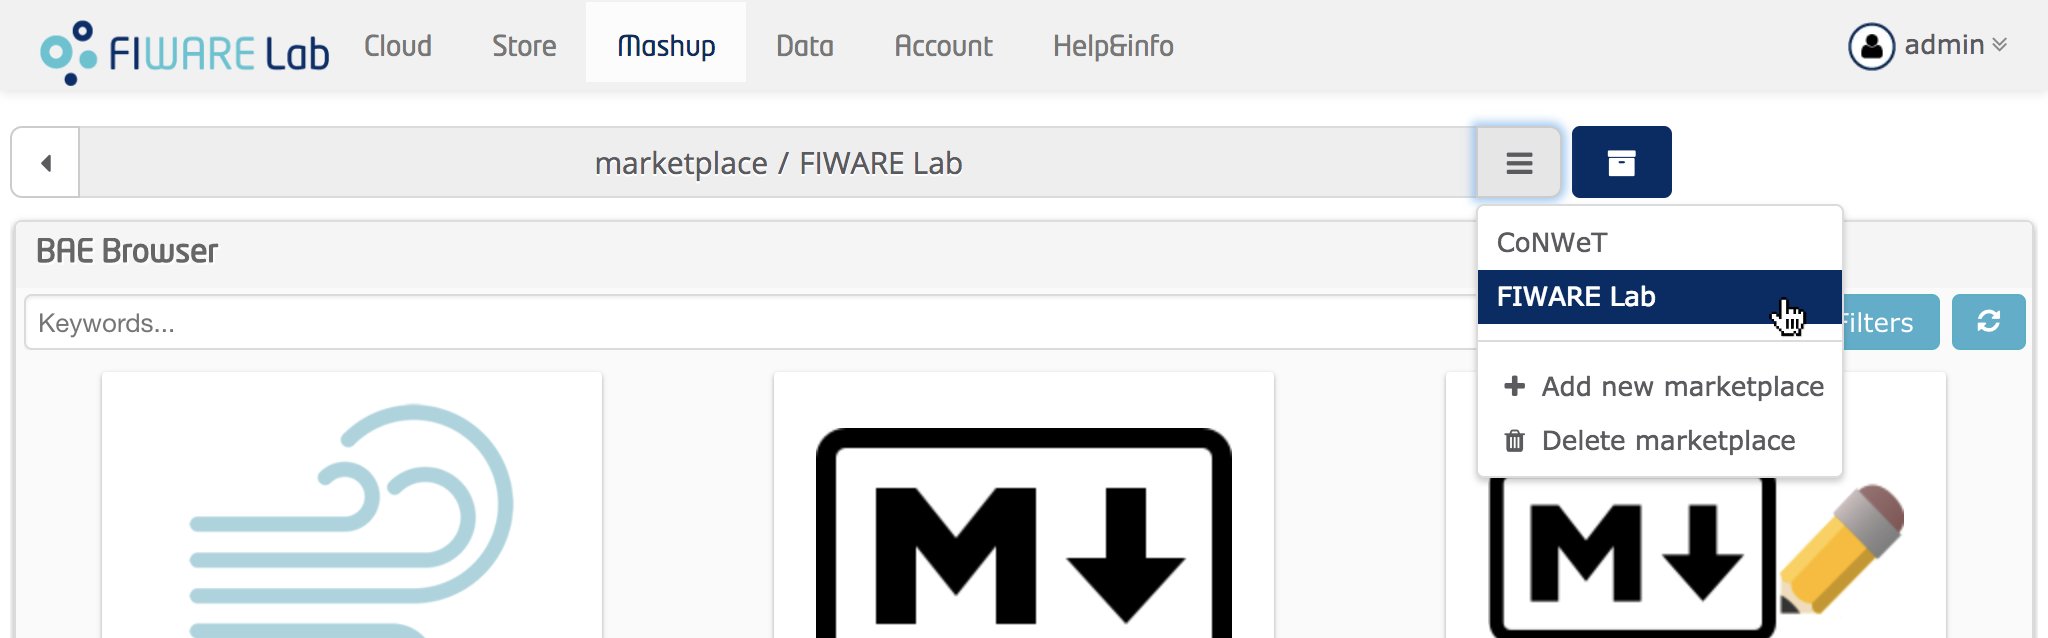 FIWARE Lab Cloud Store Mashup Data Account Help&info admin
marketplace / FIWARE Lab
BAE Browser
CoNWeT
FIWARE Lab
Keywords...
Filters
Add new marketplace
Delete marketplace
M
M